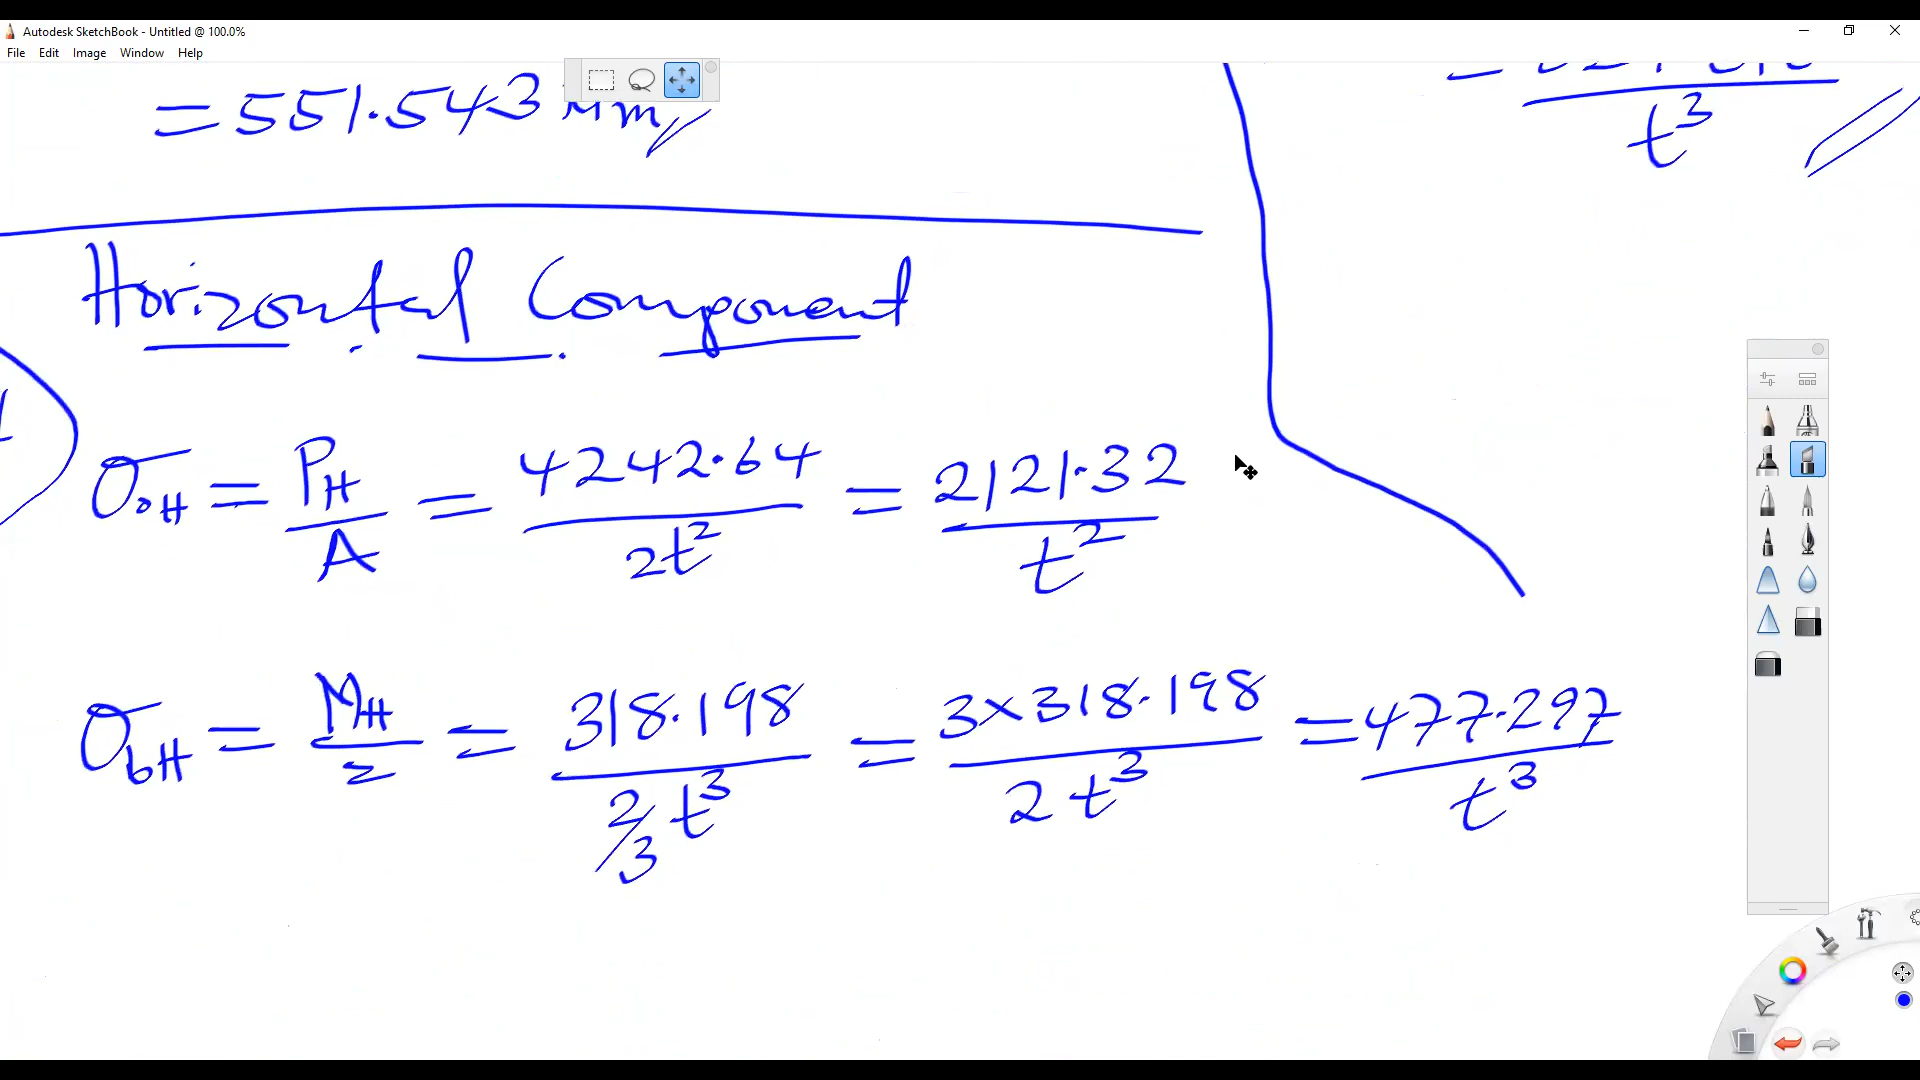 Autodesk SketchBook - Untitled @ 100.0%
File Edit Image Window Help
= 551.543 Nm
t³
Horizontal Component
σoH = PH/A = 4242.64/2t² = 2121.32/t²
σbH = MH/z = 318.198/(2/3 t³) = 3×318.198/2t³ = 477.297/t³